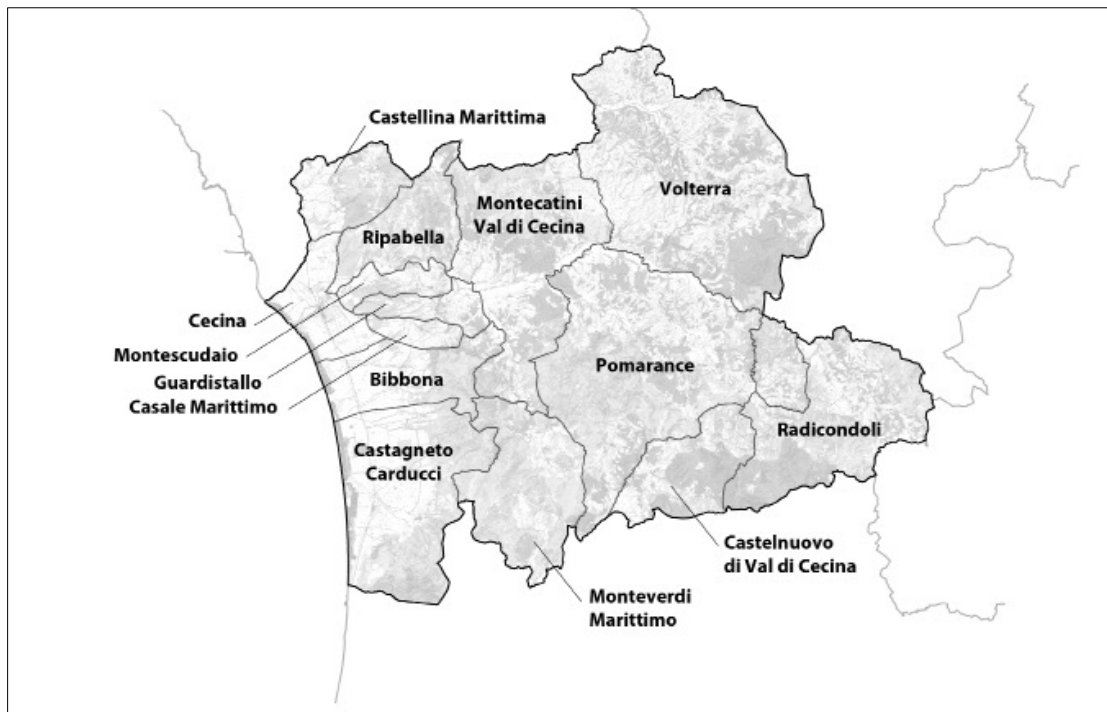 Castellina Marittima
Volterra
Montecatini
Val di Cecina
Ripabella
Cecina
Montescudaio
Guardistallo
Casale Marittimo
Bibbona
Pomarance
Radicondoli
Castagneto
Carducci
Castelnuovo
di Val di Cecina
Monteverdi
Marittimo